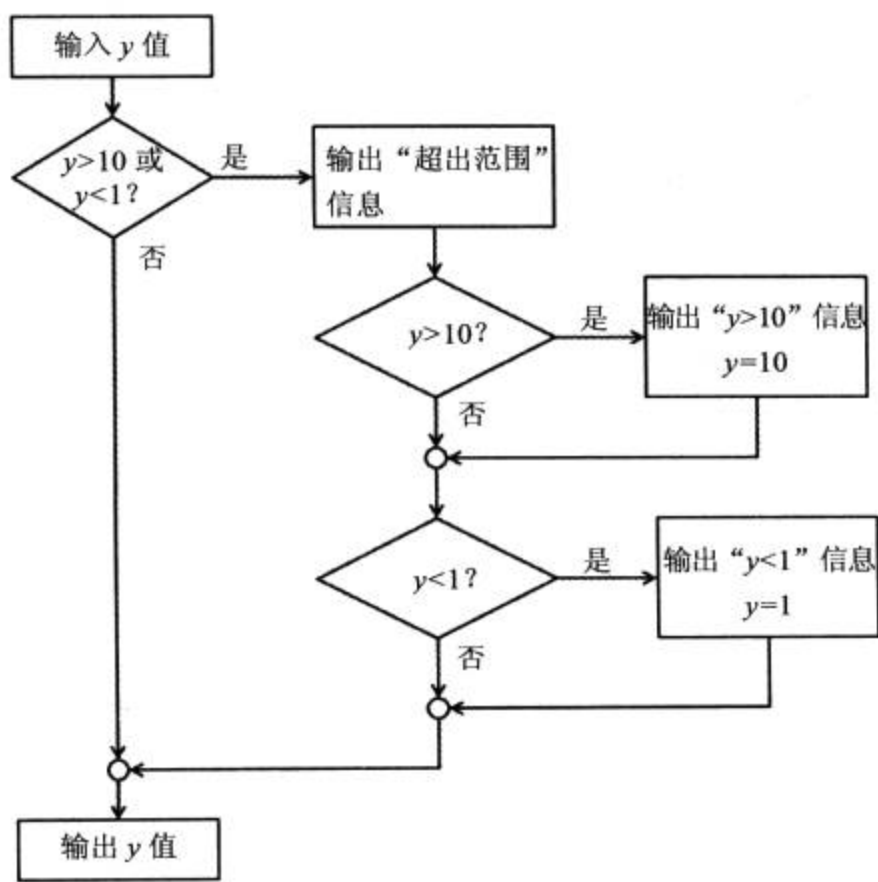 输入 y 值
y>10 或
y<1?
是
输出“超出范围”
信息
否
y>10?
是
输出“y>10”信息
y=10
否
y<1?
是
输出“y<1”信息
y=1
否
输出 y 值